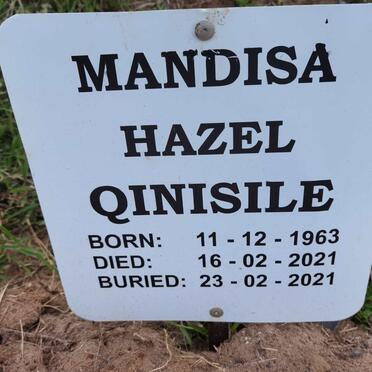 MANDISA
HAZEL
QINISILE
BORN: 11 - 12 - 1963
DIED: 16 - 02 - 2021
BURIED: 23 - 02 - 2021